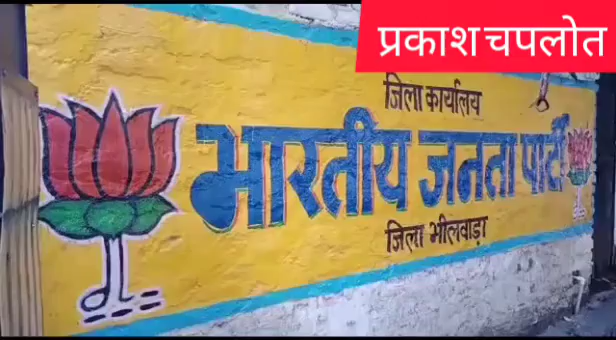 प्रकाश चपलोत
जिला कार्यालय
भारतीय जनता पार्टी
जिला भीलवाड़ा